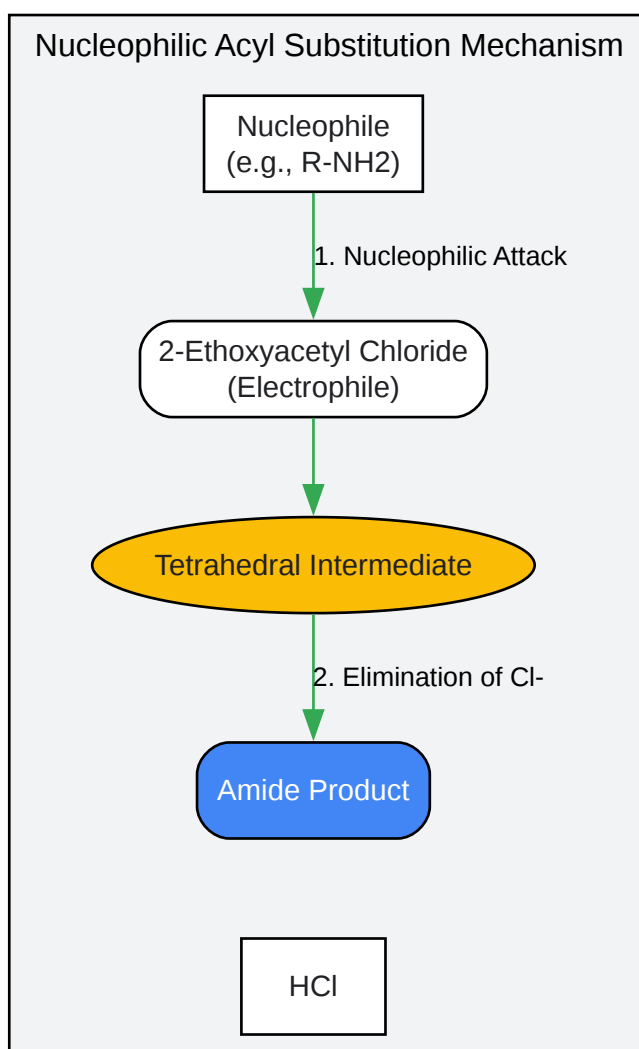 Nucleophilic Acyl Substitution Mechanism
Nucleophile
(e.g., R-NH2)
1. Nucleophilic Attack
2-Ethoxyacetyl Chloride
(Electrophile)
Tetrahedral Intermediate
2. Elimination of Cl-
Amide Product
HCl